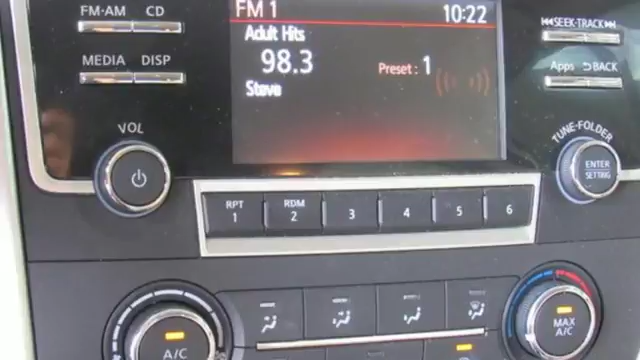 FM·AM CD
FM 1 10:22
SEEK·TRACK
Adult Hits
98.3
Preset : 1
MEDIA DISP
Apps BACK
Steve
VOL
TUNE·FOLDER
ENTER
SETTING
RPT
1
RDM
2
3
4
5
6
A/C
MAX
A/C